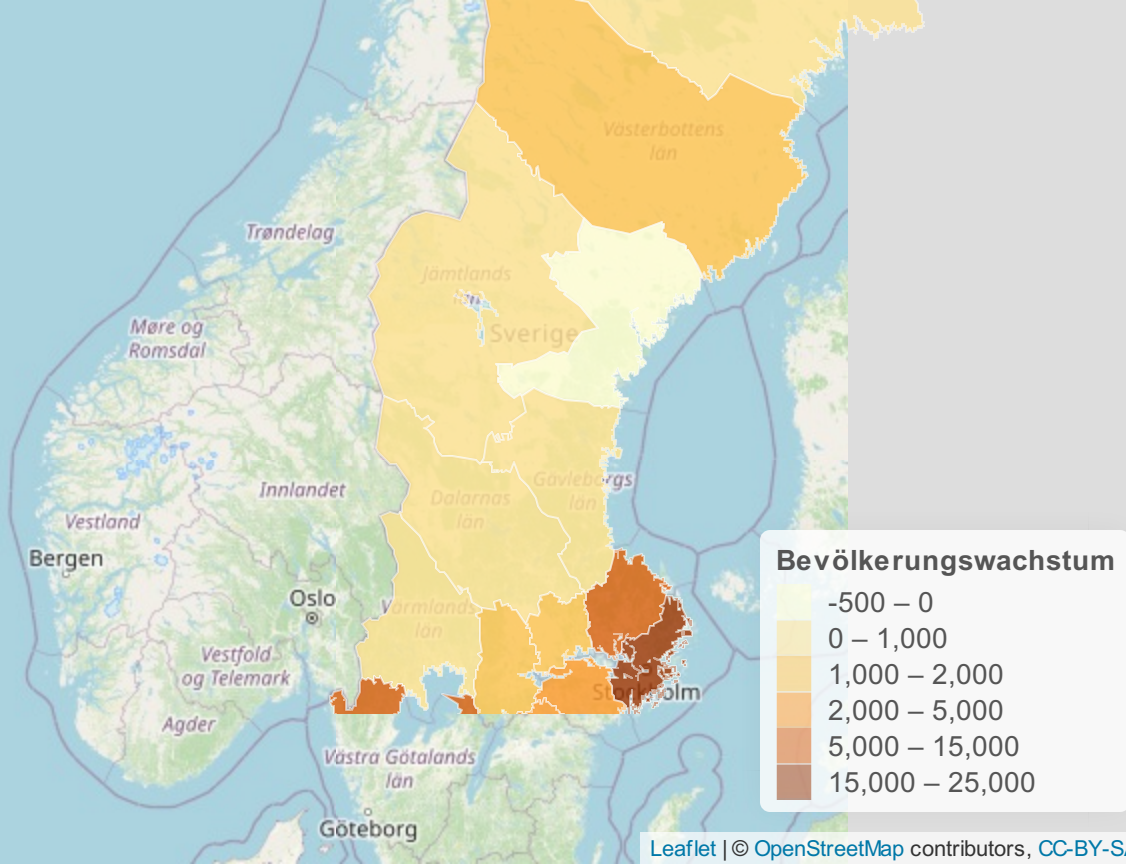 Västerbottens
län
Trøndelag
Jämtlands
län
Sverige
Møre og
Romsdal
Gävleborgs
län
Innlandet
Dalarnas
län
Vestland
Bergen
Oslo
Värmlands
län
Vestfold
og Telemark
Stockholm
Agder
Västra Götalands
län
Göteborg
Bevölkerungswachstum
-500 – 0
0 – 1,000
1,000 – 2,000
2,000 – 5,000
5,000 – 15,000
15,000 – 25,000
Leaflet | © OpenStreetMap contributors, CC-BY-SA